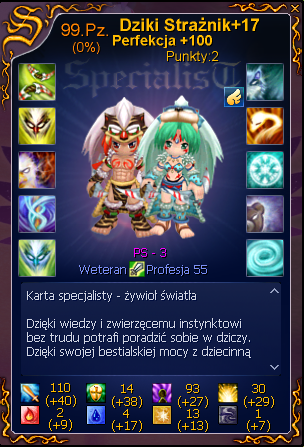 99.Pz. Dziki Strażnik+17
(0%) Perfekcja +100
Punkty:2
Specialist
PS - 3
Weteran Profesja 55
Karta specjalisty - żywioł światła
Dzięki wiedzy i zwierzęcemu instynktowi
bez trudu potrafi poradzić sobie w dziczy.
Dzięki swojej bestialskiej mocy z dziecinną
110 14 93 30
(+40) (+38) (+27) (+29)
2 4 13 1
(+9) (+17) (+13) (+7)